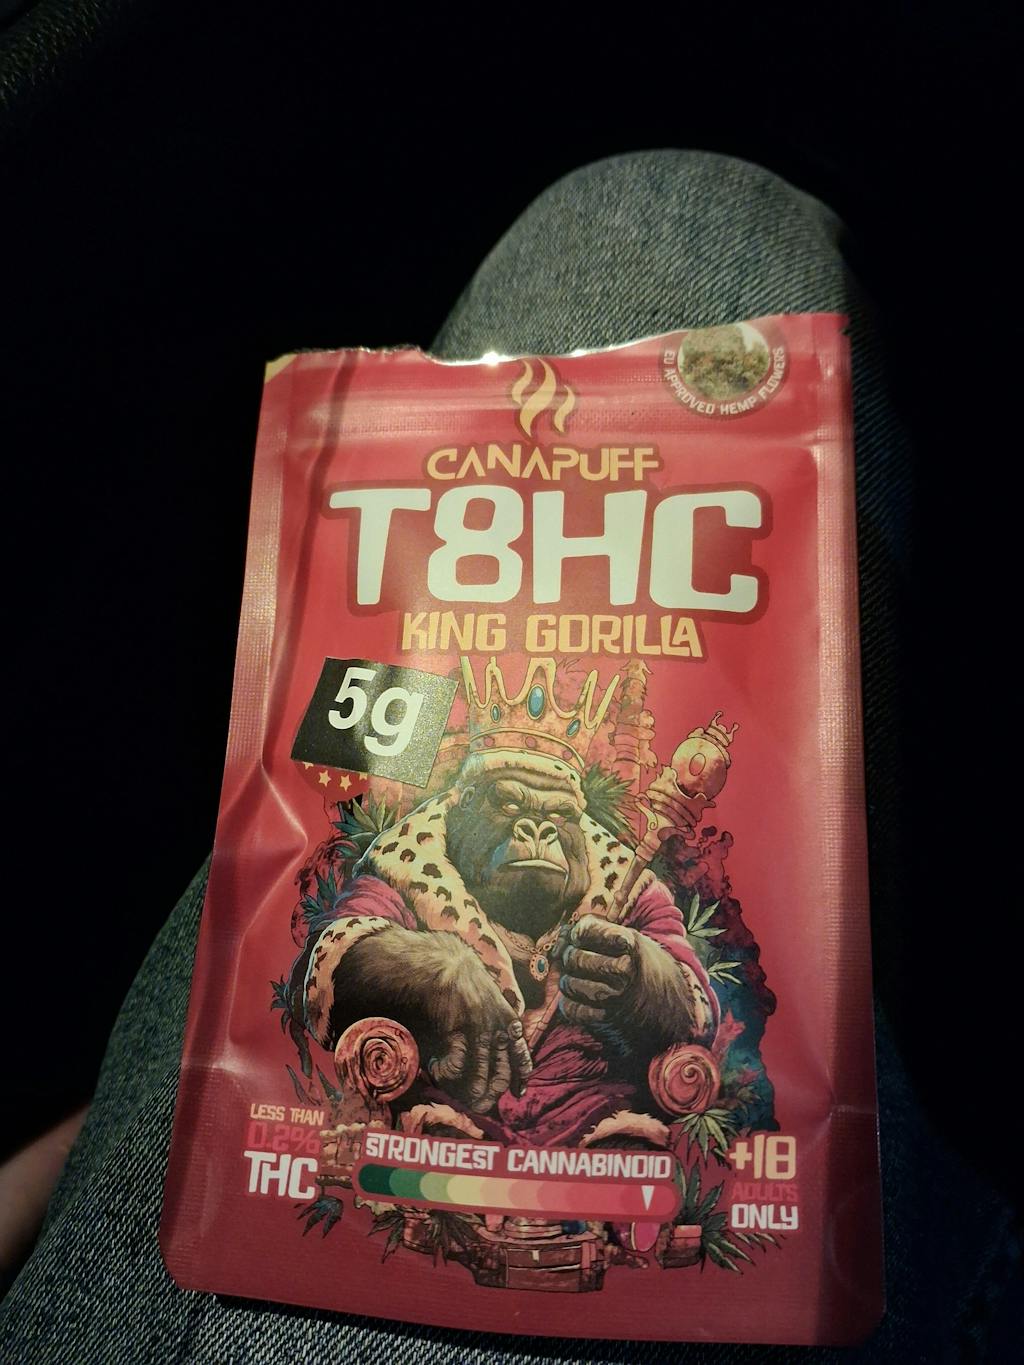 EU APPROVED HEMP FLOWERS
CANAPUFF
T8HC
KING GORILLA
5g
LESS THAN
0.2%
THC
STRONGEST CANNABINOID
+18
ADULTS
ONLY